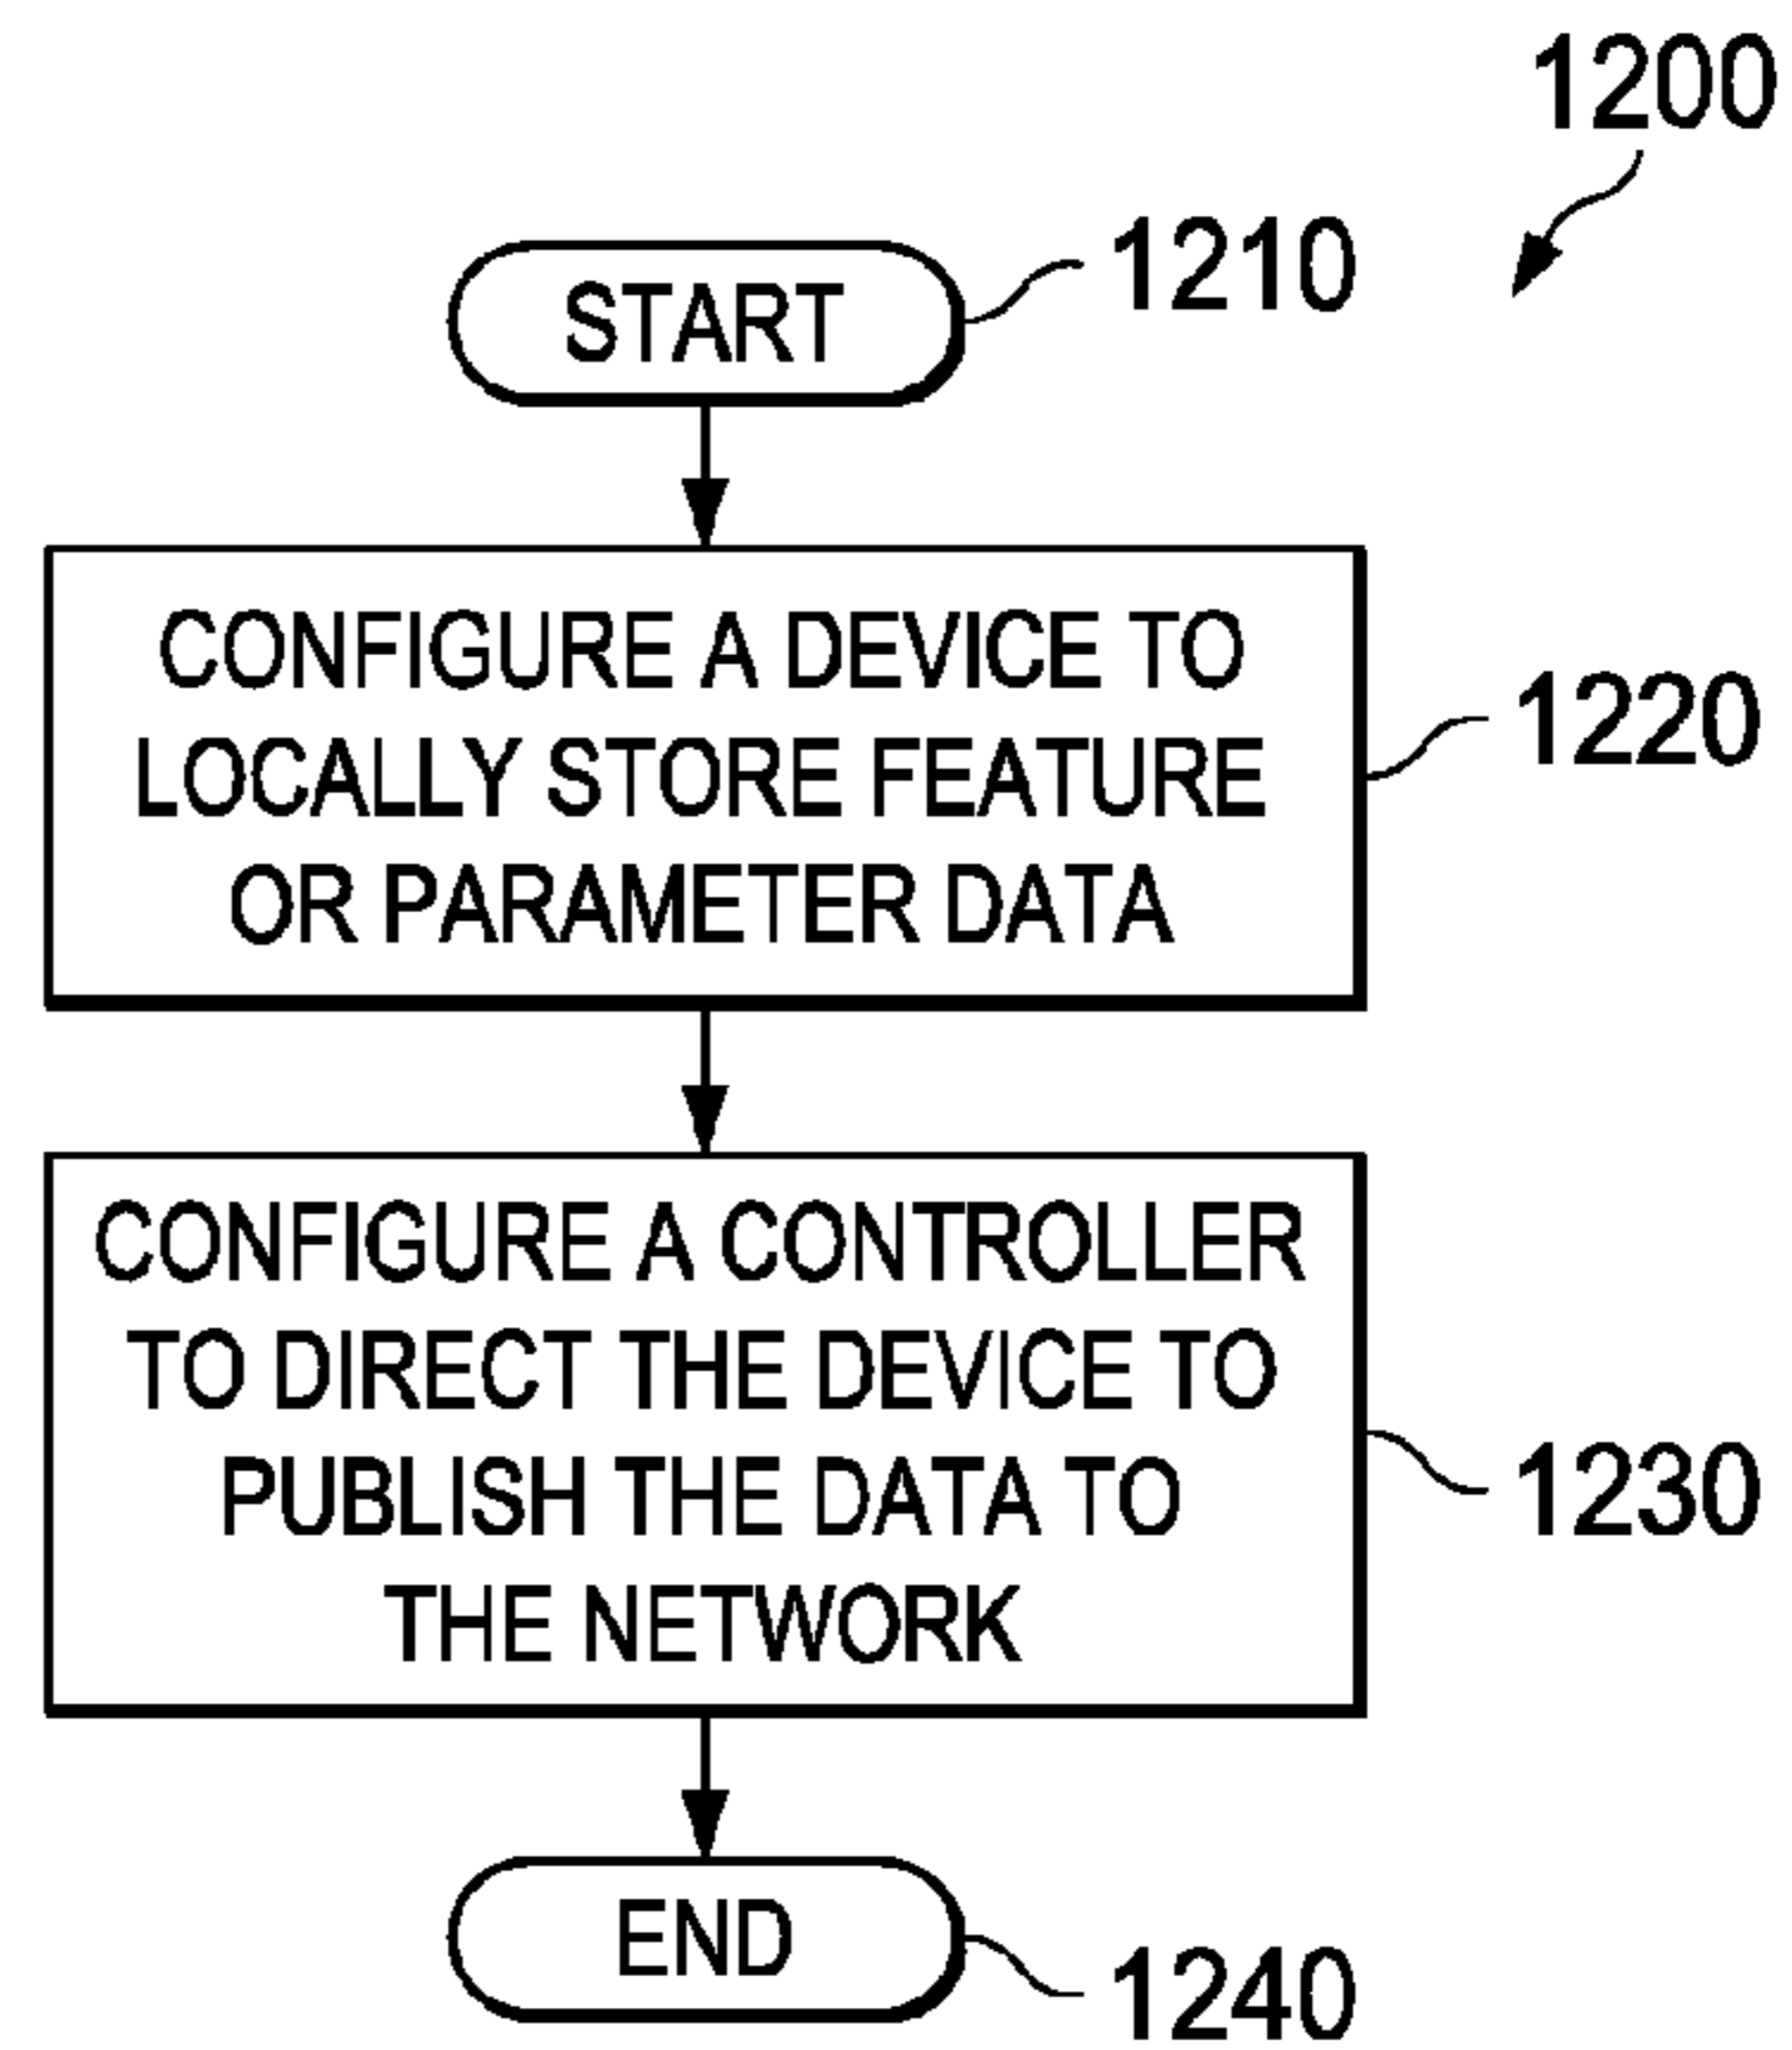 1200
START
1210
CONFIGURE A DEVICE TO
LOCALLY STORE FEATURE
OR PARAMETER DATA
1220
CONFIGURE A CONTROLLER
TO DIRECT THE DEVICE TO
PUBLISH THE DATA TO
THE NETWORK
1230
END
1240